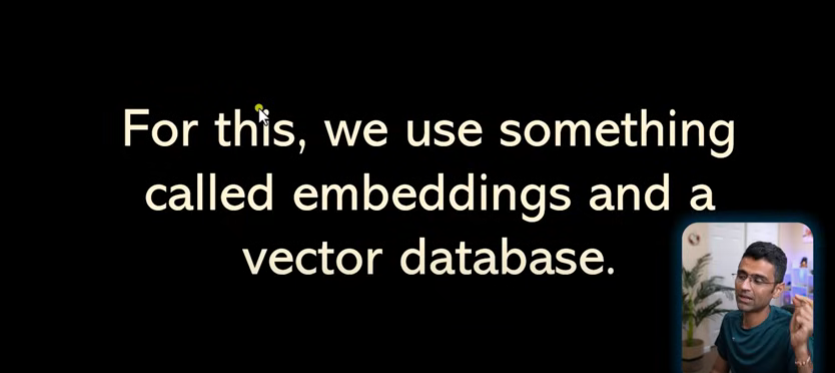 For this, we use something
called embeddings and a
vector database.